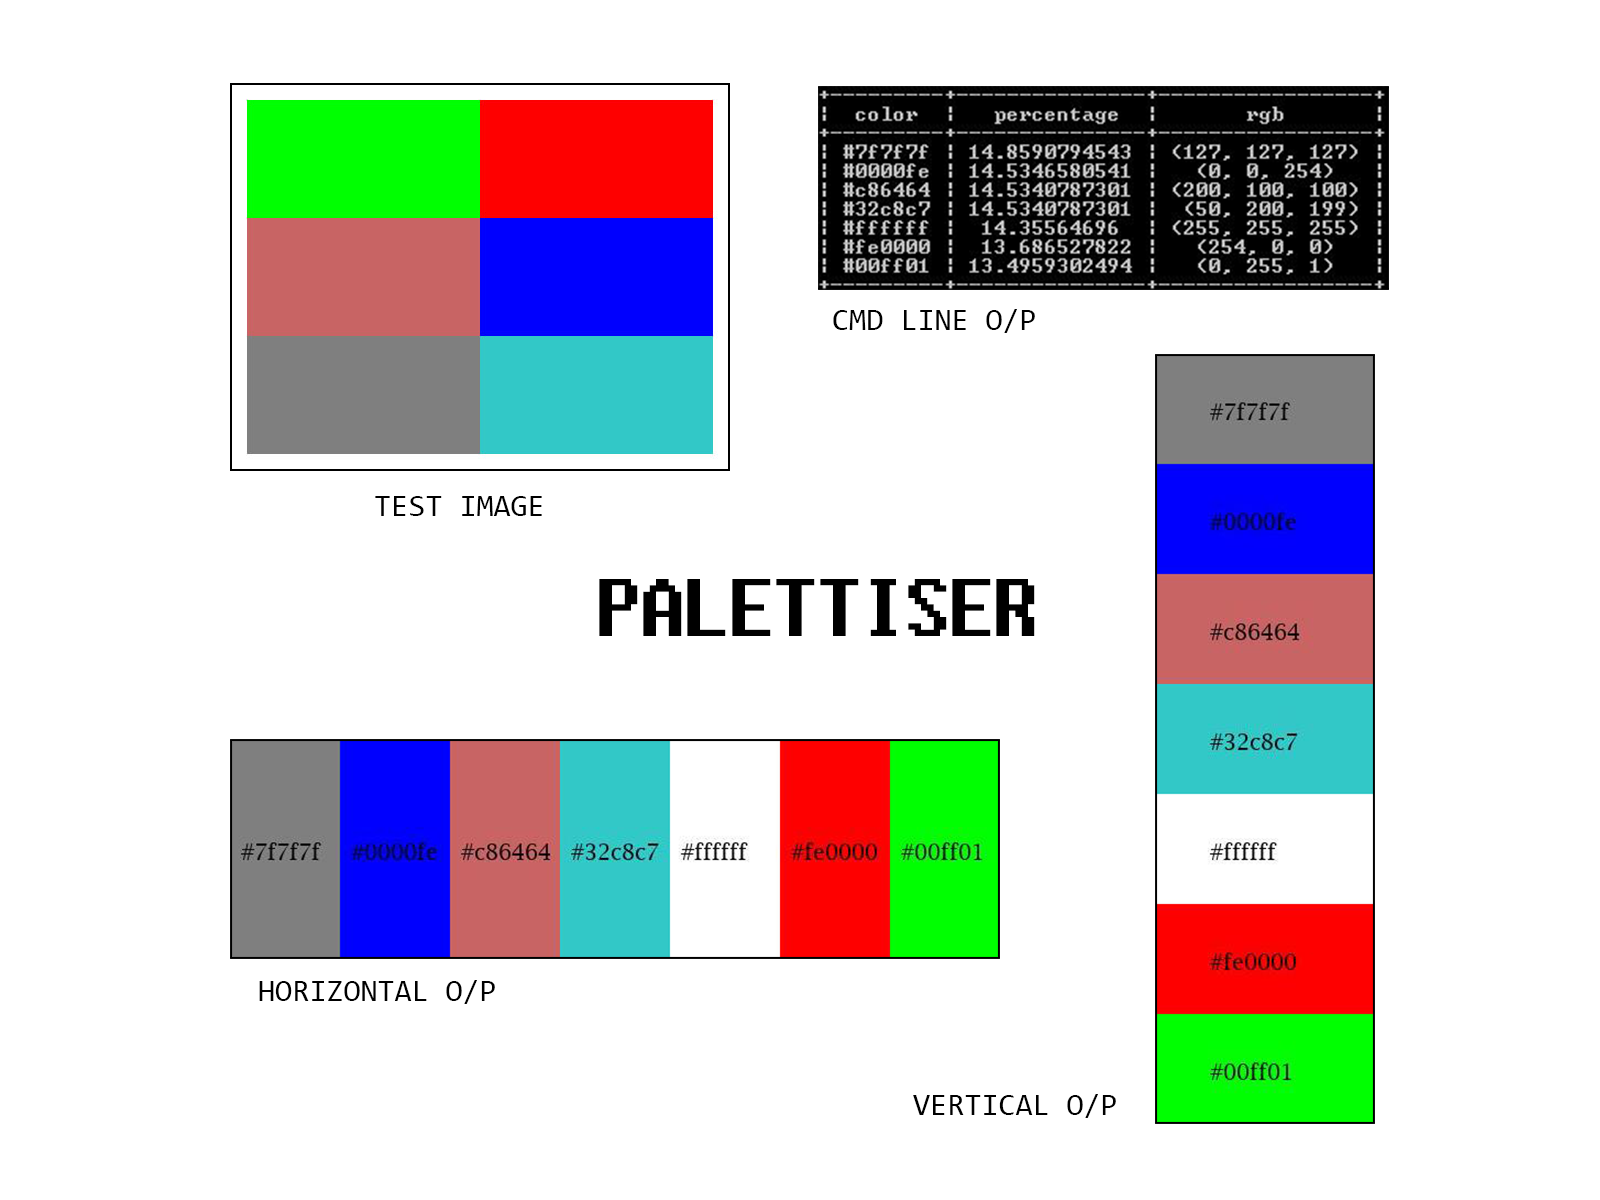 color percentage rgb
#7f7f7f 14.8590794543 (127, 127, 127)
#0000fe 14.5346580541 (0, 0, 254)
#c86464 14.5340787301 (200, 100, 100)
#32c8c7 14.5340787301 (50, 200, 199)
#ffffff 14.35564696 (255, 255, 255)
#fe0000 13.686527822 (254, 0, 0)
#00ff01 13.4959302494 (0, 255, 1)
CMD LINE O/P
TEST IMAGE
PALETTISER
#7f7f7f
#0000fe
#c86464
#32c8c7
#ffffff
#fe0000
#00ff01
VERTICAL O/P
#7f7f7f #0000fe #c86464 #32c8c7 #ffffff #fe0000 #00ff01
HORIZONTAL O/P